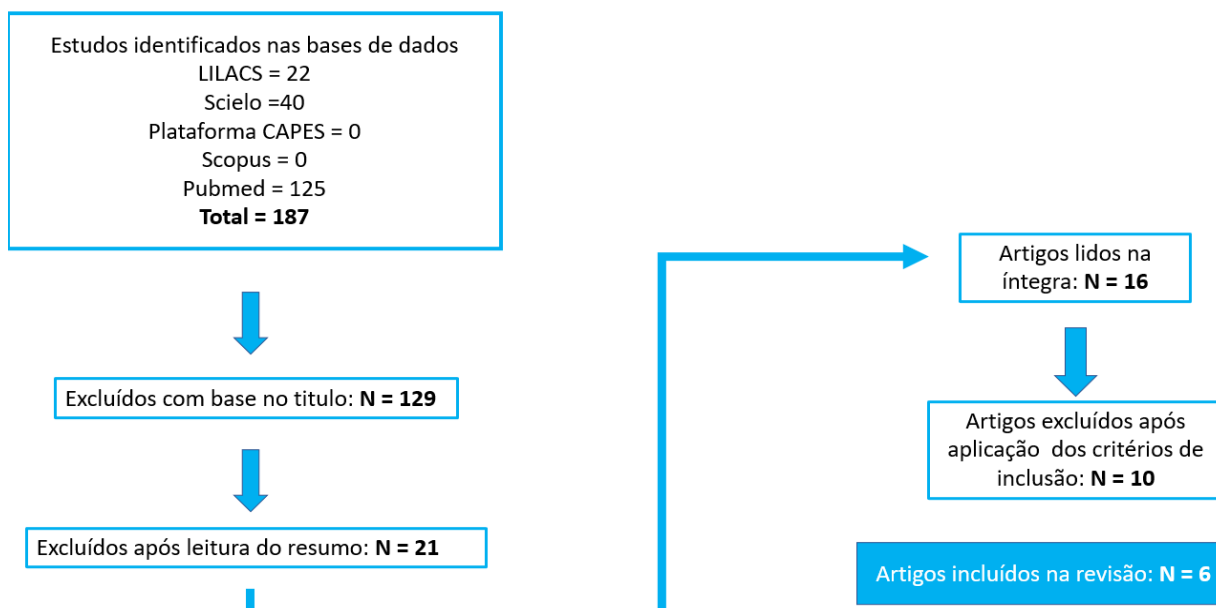 Estudos identificados nas bases de dados
LILACS = 22
Scielo =40
Plataforma CAPES = 0
Scopus = 0
Pubmed = 125
Total = 187
Excluídos com base no titulo: N = 129
Excluídos após leitura do resumo: N = 21
Artigos lidos na
íntegra: N = 16
Artigos excluídos após
aplicação dos critérios de
inclusão: N = 10
Artigos incluídos na revisão: N = 6